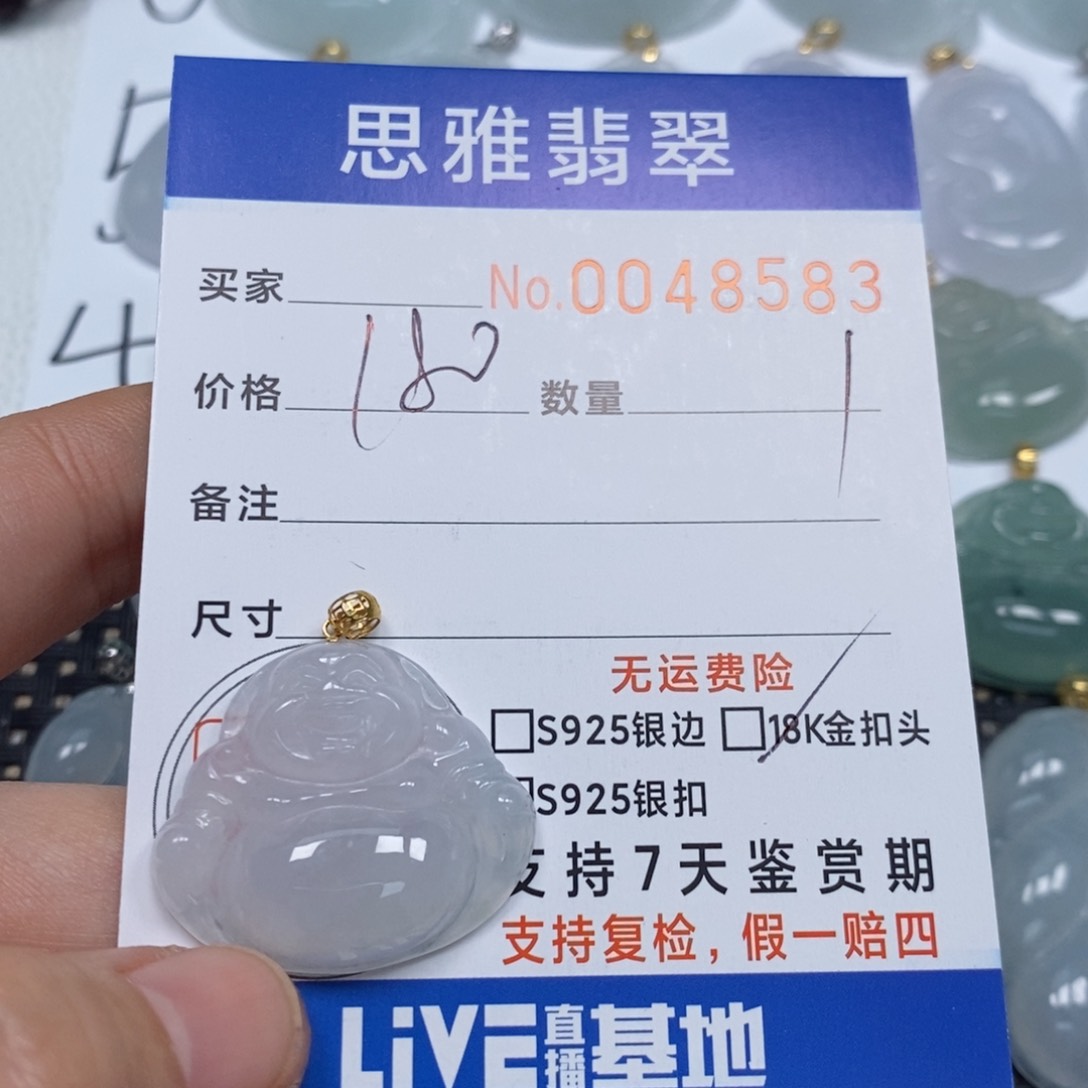 思雅翡翠
买家 No.0048583
价格 180 数量 1
备注
尺寸
无运费险
S925银边 18K金扣头
S925银扣
支持7天鉴赏期
支持复检,假一赔四
LiVE直播基地
4